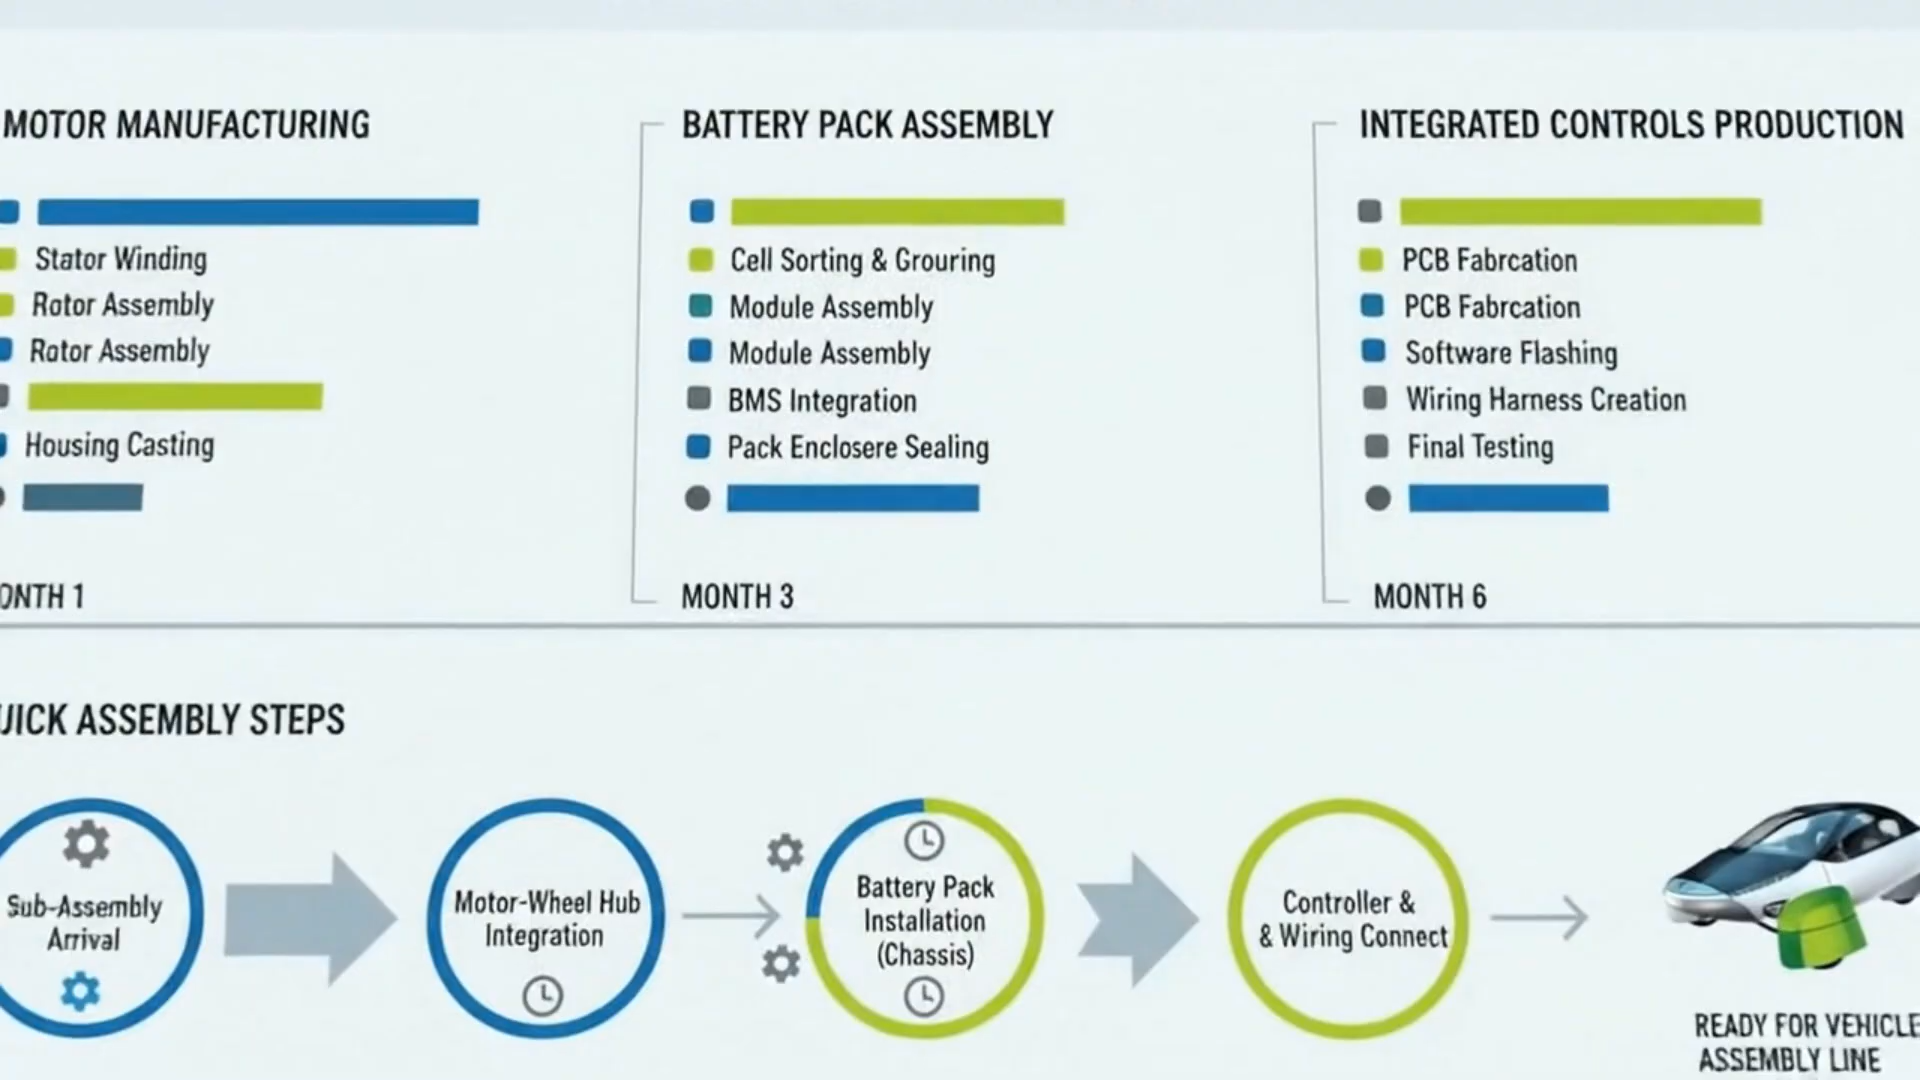 MOTOR MANUFACTURING
Stator Winding
Rotor Assembly
Rotor Assembly
Housing Casting
ONTH 1
BATTERY PACK ASSEMBLY
Cell Sorting & Grouring
Module Assembly
Module Assembly
BMS Integration
Pack Enclosere Sealing
MONTH 3
INTEGRATED CONTROLS PRODUCTION
PCB Fabrcation
PCB Fabrcation
Software Flashing
Wiring Harness Creation
Final Testing
MONTH 6
UICK ASSEMBLY STEPS
Sub-Assembly
Arrival
Motor-Wheel Hub
Integration
Battery Pack
Installation
(Chassis)
Controller &
& Wiring Connect
READY FOR VEHICLE
ASSEMBLY LINE